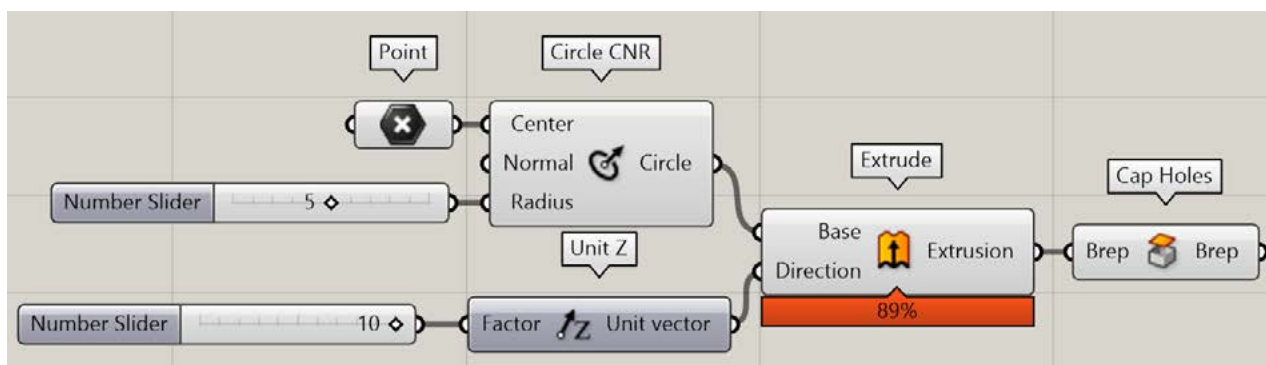 Point
Circle CNR
Center
Normal
Circle
Radius
Number Slider
5
Extrude
Cap Holes
Unit Z
Base
Direction
Extrusion
Brep
Brep
89%
Number Slider
10
Factor
Z
Unit vector